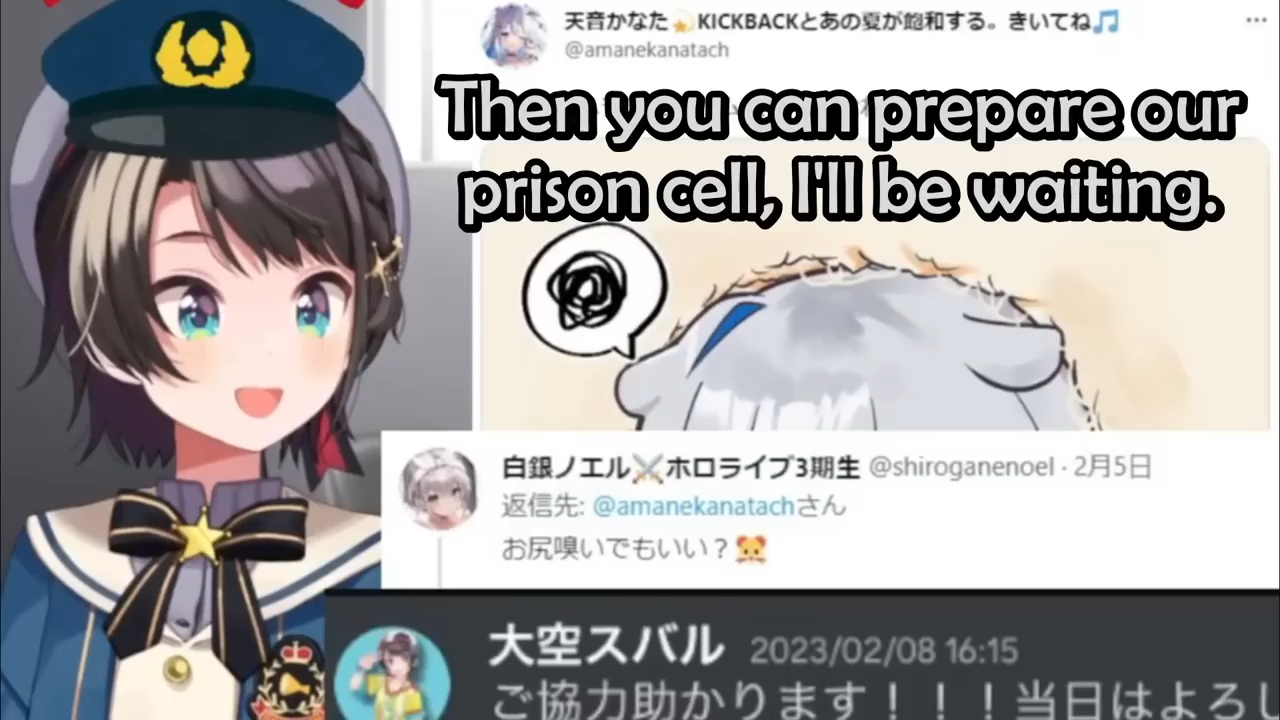 天音かなた💫KICKBACKとあの夏が飽和する。きいてね🎵
@amanekanatach
Then you can prepare our
prison cell, I'll be waiting.
白銀ノエル⚔️ホロライブ3期生 @shiroganenoel · 2月5日
返信先: @amanekanatachさん
お尻嗅いでもいい？🐹
大空スバル 2023/02/08 16:15
ご協力助かります！！！当日はよろし